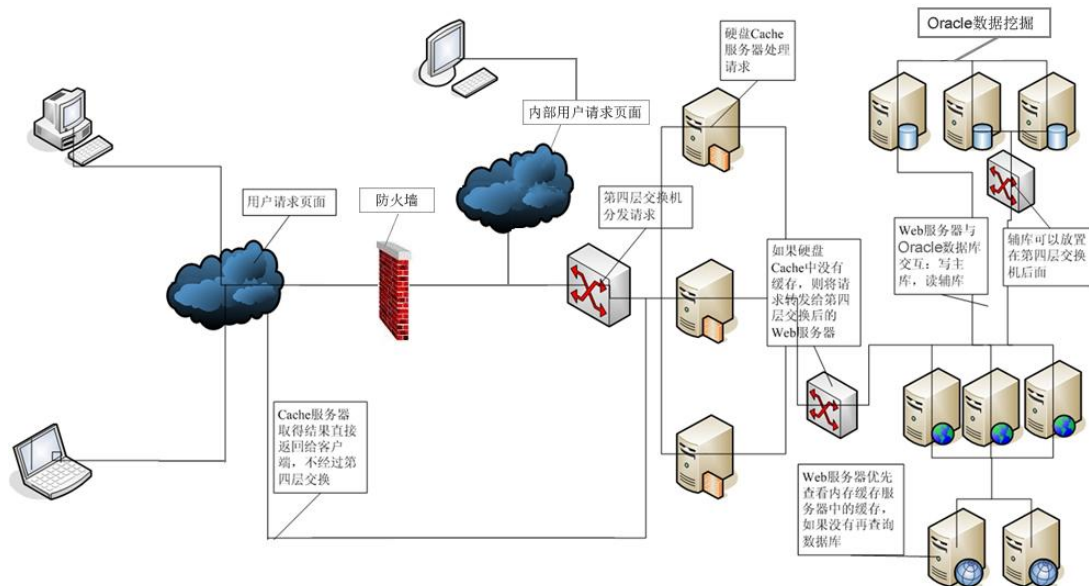 Oracle数据挖掘
硬盘Cache
服务器处理
请求
内部用户请求页面
用户请求页面
防火墙
第四层交换机
分发请求
Web服务器与
Oracle数据库
交互：写主
库，读辅库
辅库可以放置
在第四层交换
机后面
如果硬盘
Cache中没有
缓存，则将请
求转发给第四
层交换后的
Web服务器
Cache服务器
取得结果直接
返回给客户
端，不经过第
四层交换
Web服务器优先
查看内存缓存服
务器中的缓存，
如果没有再查询
数据库